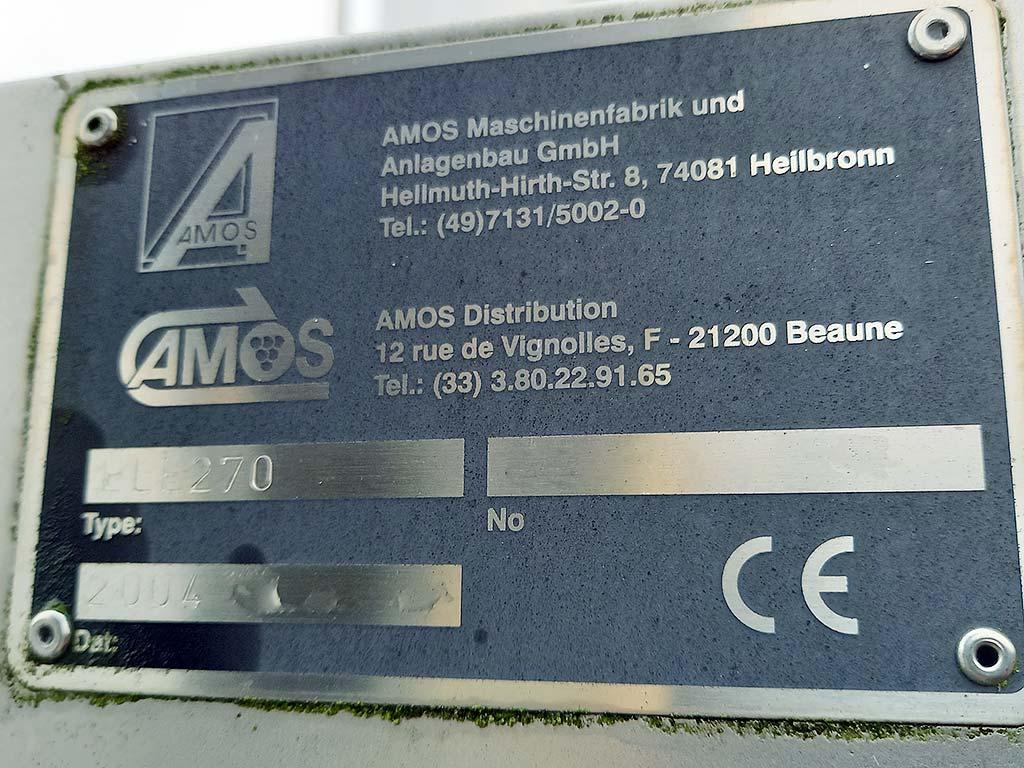 AMOS
AMOS Maschinenfabrik und
Anlagenbau GmbH
Hellmuth-Hirth-Str. 8, 74081 Heilbronn
Tel.: (49)7131/5002-0
AMOS
AMOS Distribution
12 rue de Vignolles, F - 21200 Beaune
Tel.: (33) 3.80.22.91.65
270
Type:
No
2004
Dat:
CE